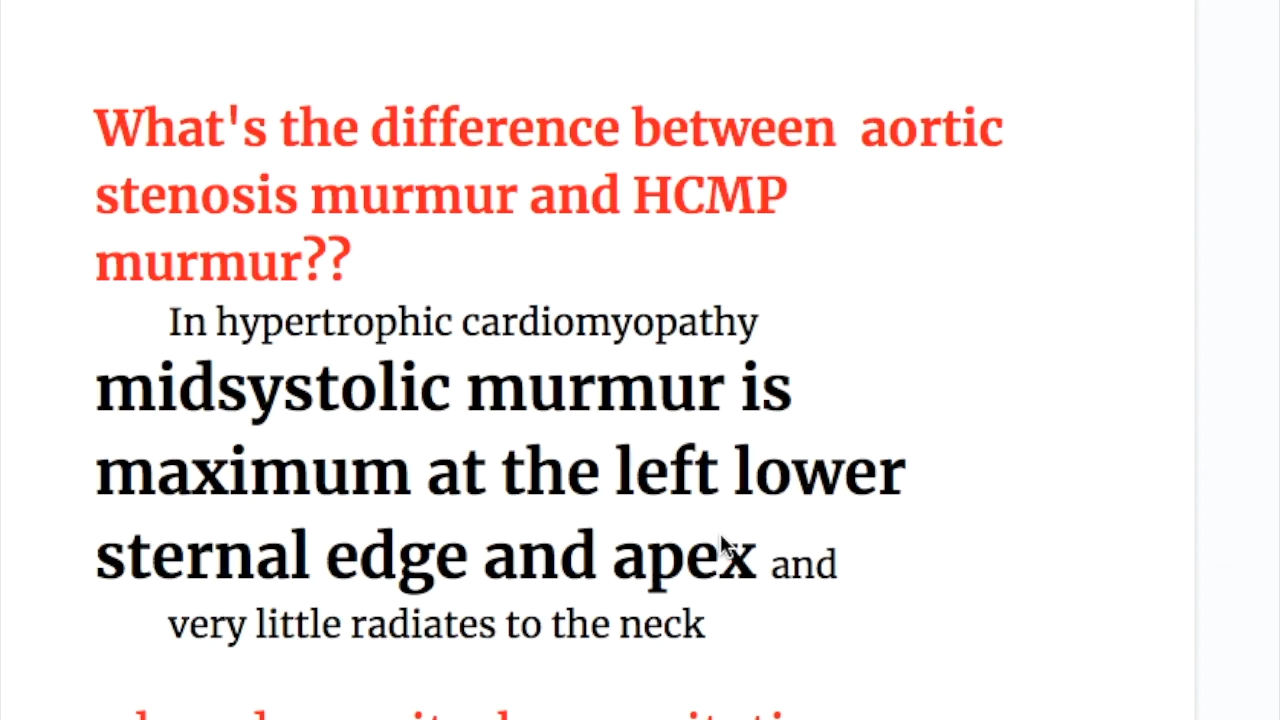 What's the difference between  aortic
stenosis murmur and HCMP
murmur??
In hypertrophic cardiomyopathy
midsystolic murmur is
maximum at the left lower
sternal edge and apex and
very little radiates to the neck